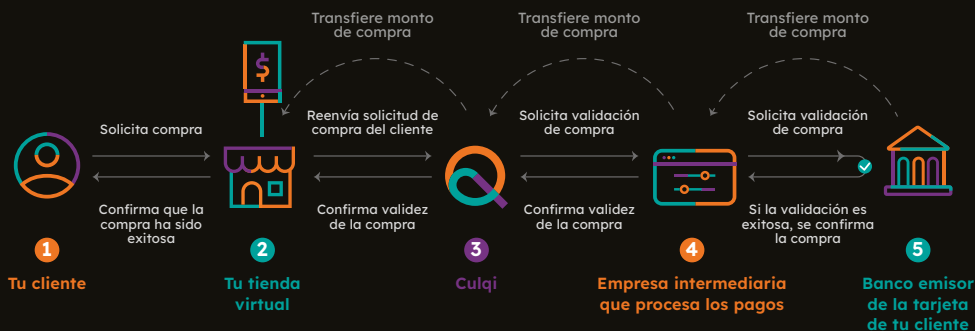 Transfiere monto
de compra
Transfiere monto
de compra
Transfiere monto
de compra
$
Solicita compra
Reenvía solicitud de
compra del cliente
Solicita validación
de compra
Solicita validación
de compra
Confirma que la
compra ha sido
exitosa
Confirma validez
de la compra
Confirma validez
de la compra
Si la validación es
exitosa, se confirma
la compra
1
Tu cliente
2
Tu tienda
virtual
3
Culqi
4
Empresa intermediaria
que procesa los pagos
5
Banco emisor
de la tarjeta
de tu cliente